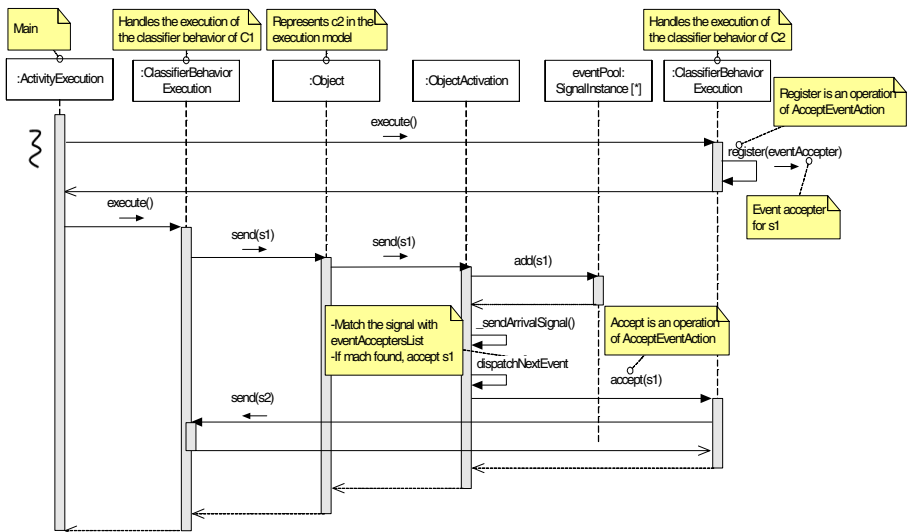 Main
Handles the execution of
the classifier behavior of C1
Represents c2 in the
execution model
Handles the execution of
the classifier behavior of C2
:ActivityExecution
:ClassifierBehavior
Execution
:Object
:ObjectActivation
eventPool:
SignalInstance [*]
:ClassifierBehavior
Execution
Register is an operation
of AcceptEventAction
execute()
register(eventAccepter)
execute()
Event accepter
for s1
send(s1)
send(s1)
add(s1)
-Match the signal with
eventAcceptersList
-If mach found, accept s1
_sendArrivalSignal()
Accept is an operation
of AcceptEventAction
dispatchNextEvent
accept(s1)
send(s2)